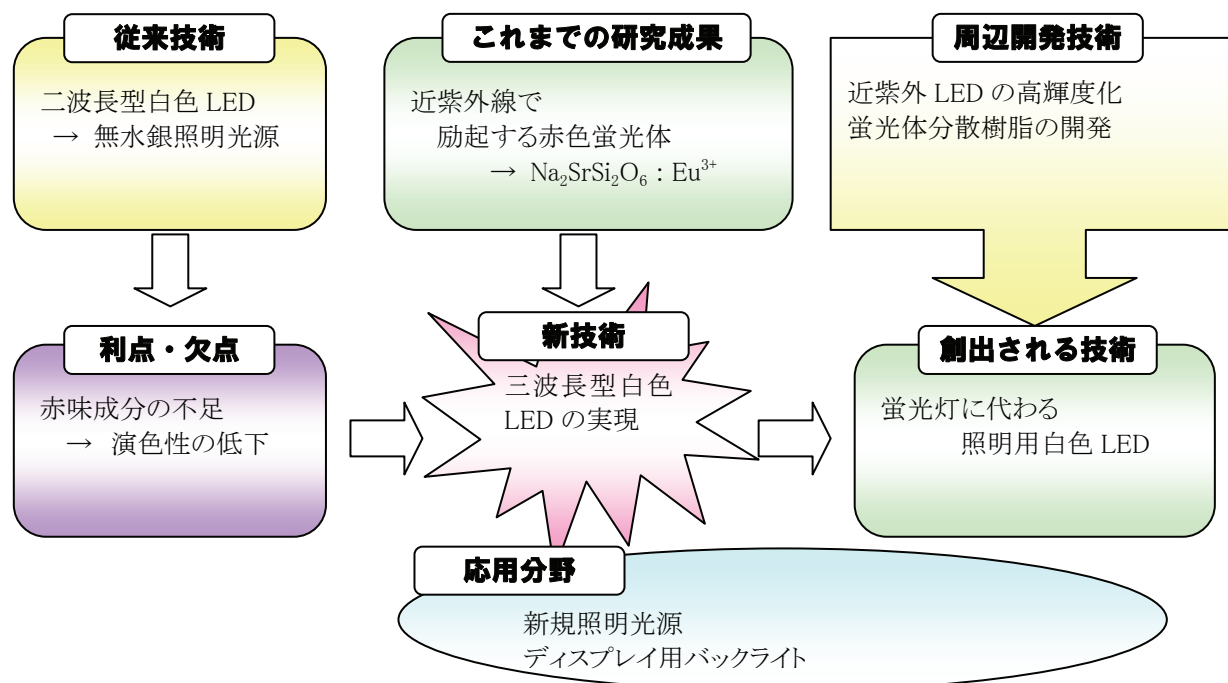 従来技術
二波長型白色 LED
→ 無水銀照明光源
これまでの研究成果
近紫外線で
励起する赤色蛍光体
→ Na₂SrSi₂O₆:Eu³⁺
周辺開発技術
近紫外 LED の高輝度化
蛍光体分散樹脂の開発
利点・欠点
赤味成分の不足
→ 演色性の低下
新技術
三波長型白色
LED の実現
創出される技術
蛍光灯に代わる
照明用白色 LED
応用分野
新規照明光源
ディスプレイ用バックライト